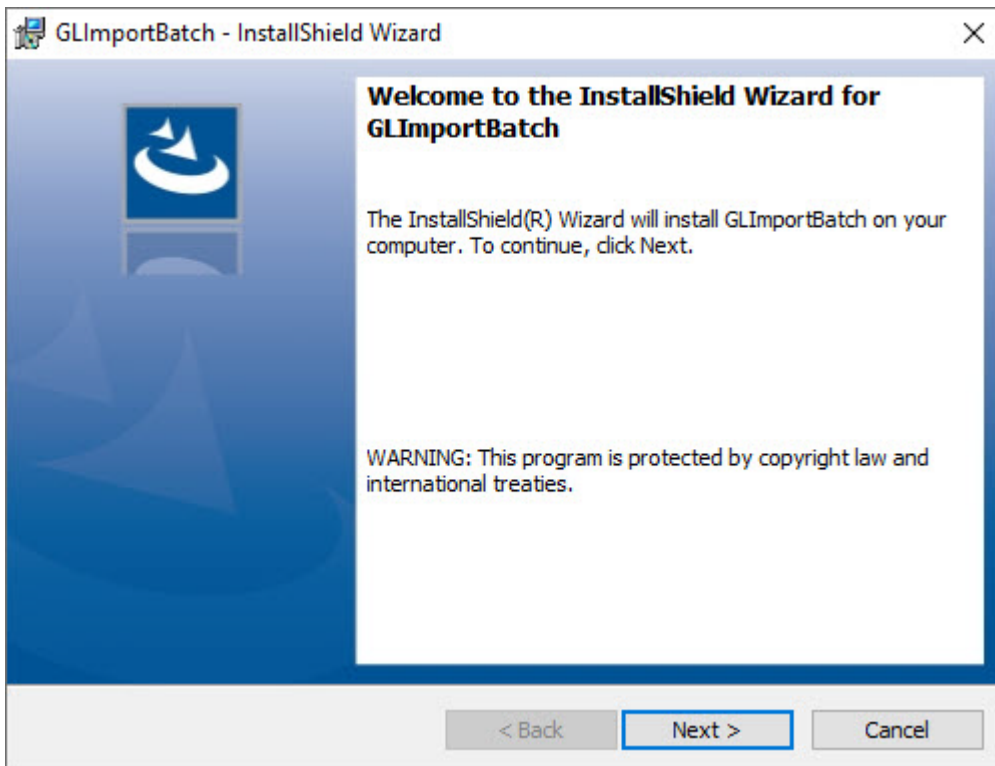 GLImportBatch - InstallShield Wizard
Welcome to the InstallShield Wizard for
GLImportBatch
The InstallShield(R) Wizard will install GLImportBatch on your
computer. To continue, click Next.
WARNING: This program is protected by copyright law and
international treaties.
< Back
Next >
Cancel